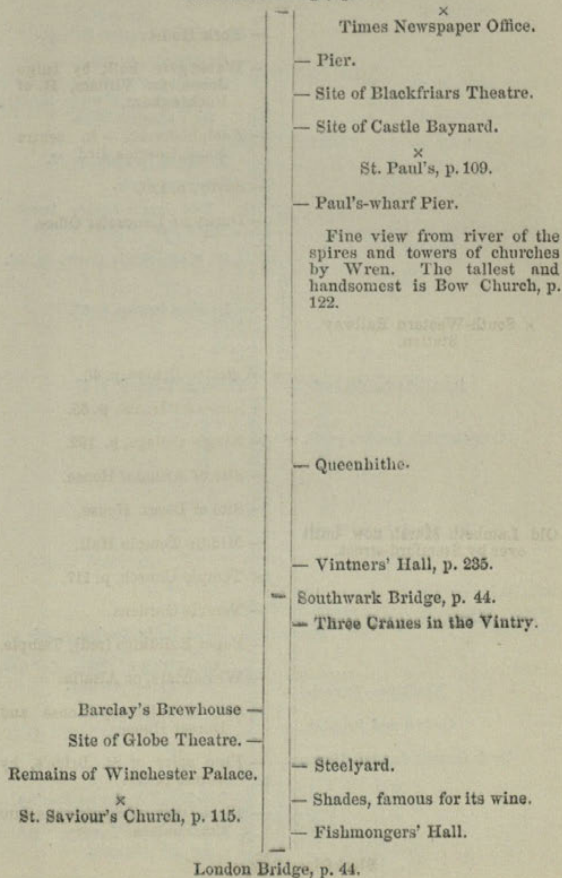 ×
Times Newspaper Office.
— Pier.
— Site of Blackfriars Theatre.
— Site of Castle Baynard.
×
St. Paul's, p. 109.
— Paul's-wharf Pier.
Fine view from river of the
spires and towers of churches
by Wren. The tallest and
handsomest is Bow Church, p.
122.
— Queenhithe.
— Vintners' Hall, p. 235.
— Southwark Bridge, p. 44.
— Three Cranes in the Vintry.
Barclay's Brewhouse —
Site of Globe Theatre. —
Remains of Winchester Palace.
— Steelyard.
×
St. Saviour's Church, p. 115.
— Shades, famous for its wine.
— Fishmongers' Hall.
London Bridge, p. 44.